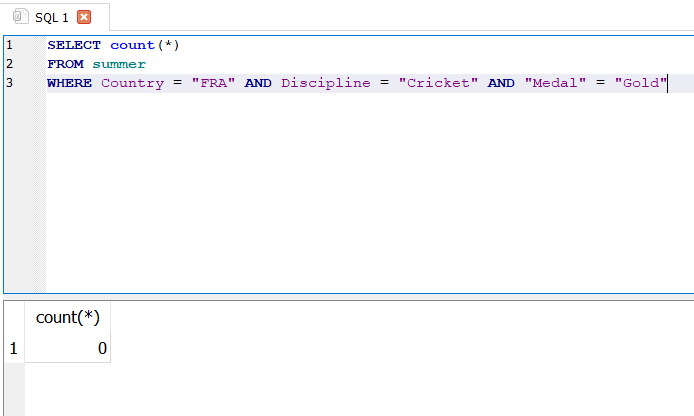 SQL 1
1 SELECT count(*)
2 FROM summer
3 WHERE Country = "FRA" AND Discipline = "Cricket" AND "Medal" = "Gold"
count(*)
1 0